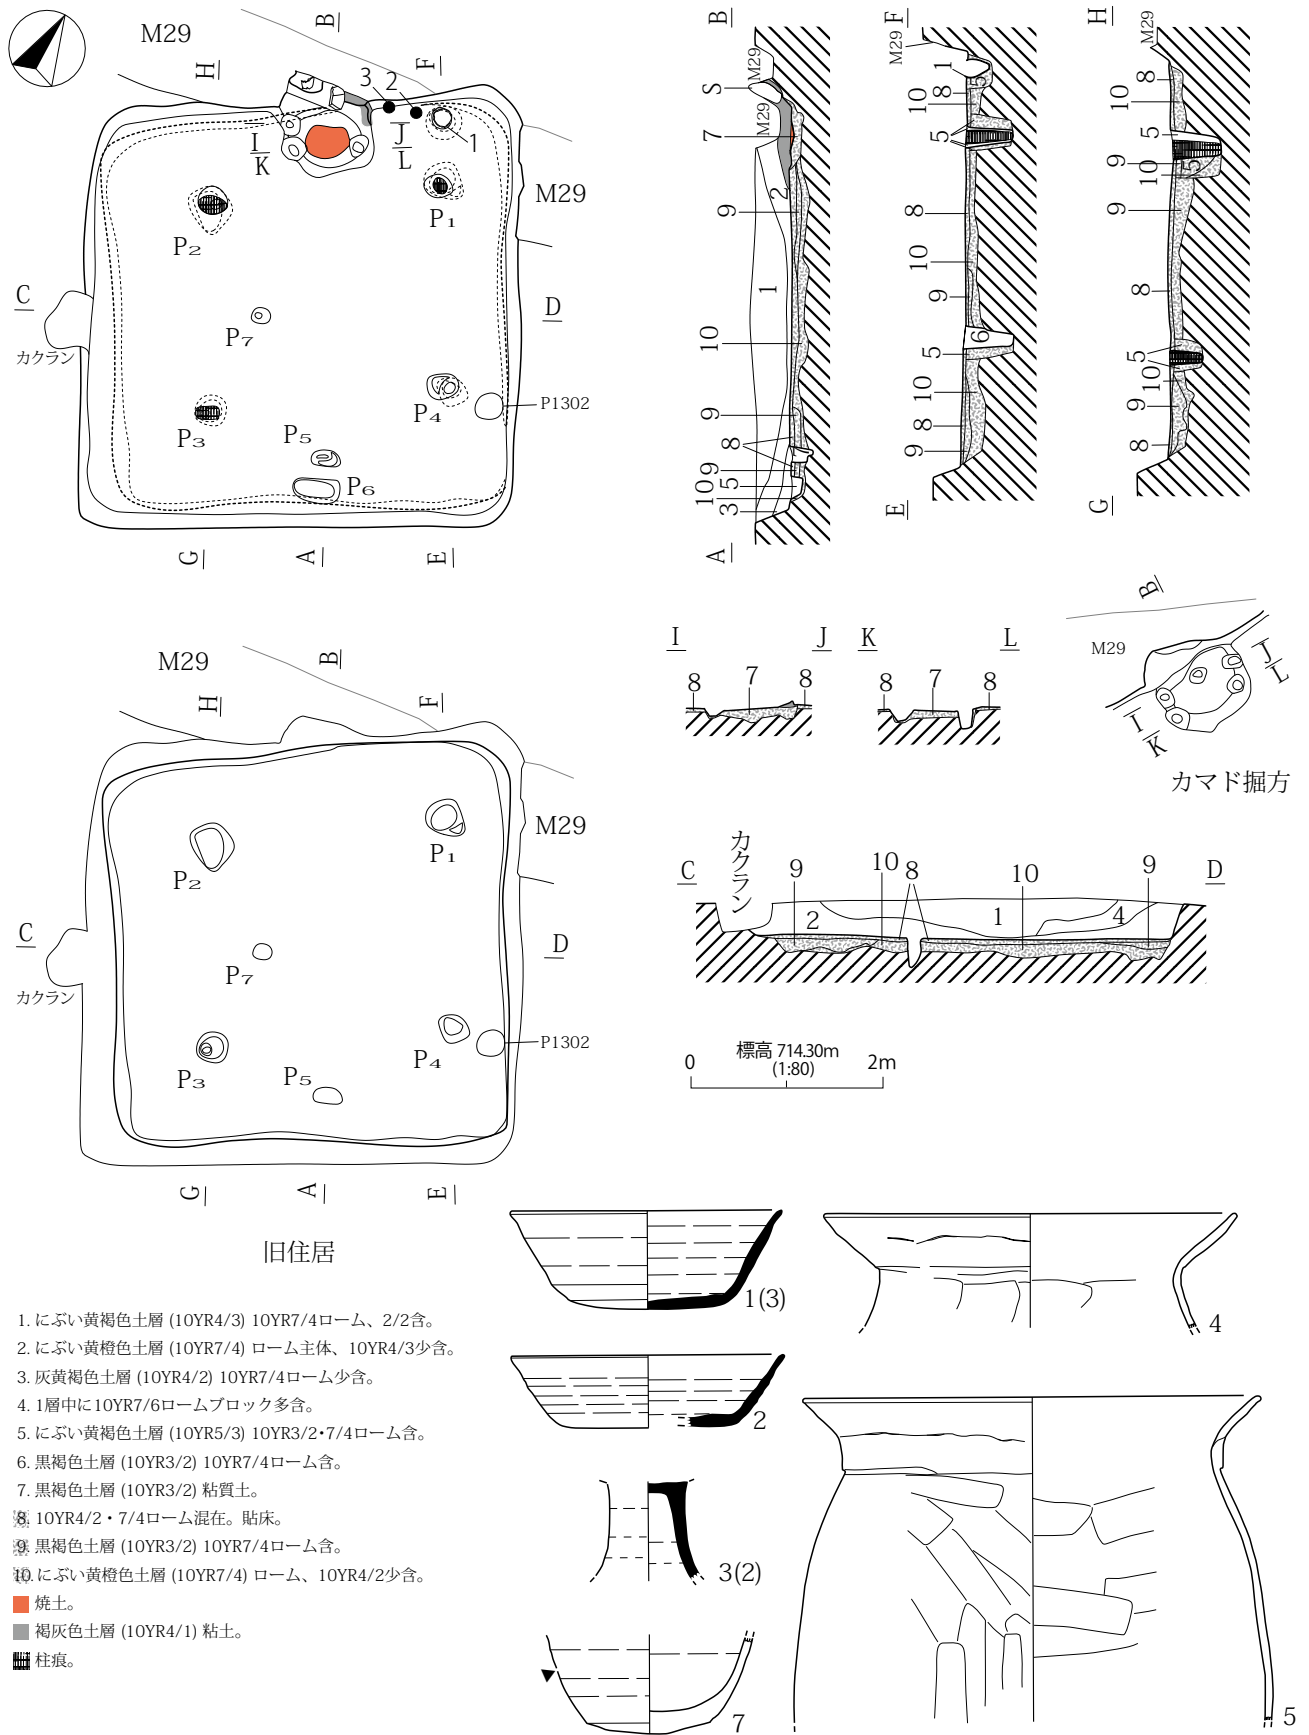 M29
B
H
F
3
2
1
I
K
J
L
P1
P2
M29
C
D
カクラン
P7
P3
P4
P1302
P5
P6
G
A
E
B
M29
S
M29
7
2
9
1
10
9
8
9
5
10
3
A
F
M29
1
5
8
10
5
8
10
9
6
5
10
8
9
E
H
M29
8
10
5
9
5
10
9
8
5
10
9
8
G
M29
B
H
F
M29
P1
P2
C
D
カクラン
P7
P1302
P3
P4
P5
G
A
E
旧住居
I
J
8
7
8
K
L
8
7
8
B
M29
J
L
I
K
カマド掘方
C
カクラン
9
10
8
10
9
D
2
1
4
標高 714.30m
0
(1:80)
2m
1(3)
2
3(2)
7
4
5
1. にぶい黄褐色土層 (10YR4/3) 10YR7/4ローム、2/2含。
2. にぶい黄橙色土層 (10YR7/4) ローム主体、10YR4/3少含。
3. 灰黄褐色土層 (10YR4/2) 10YR7/4ローム少含。
4. 1層中に10YR7/6ロームブロック多含。
5. にぶい黄褐色土層 (10YR5/3) 10YR3/2・7/4ローム含。
6. 黒褐色土層 (10YR3/2) 10YR7/4ローム含。
7. 黒褐色土層 (10YR3/2) 粘質土。
8. 10YR4/2・7/4ローム混在。貼床。
9. 黒褐色土層 (10YR3/2) 10YR7/4ローム含。
10. にぶい黄橙色土層 (10YR7/4) ローム、10YR4/2少含。
焼土。
褐灰色土層 (10YR4/1) 粘土。
柱痕。